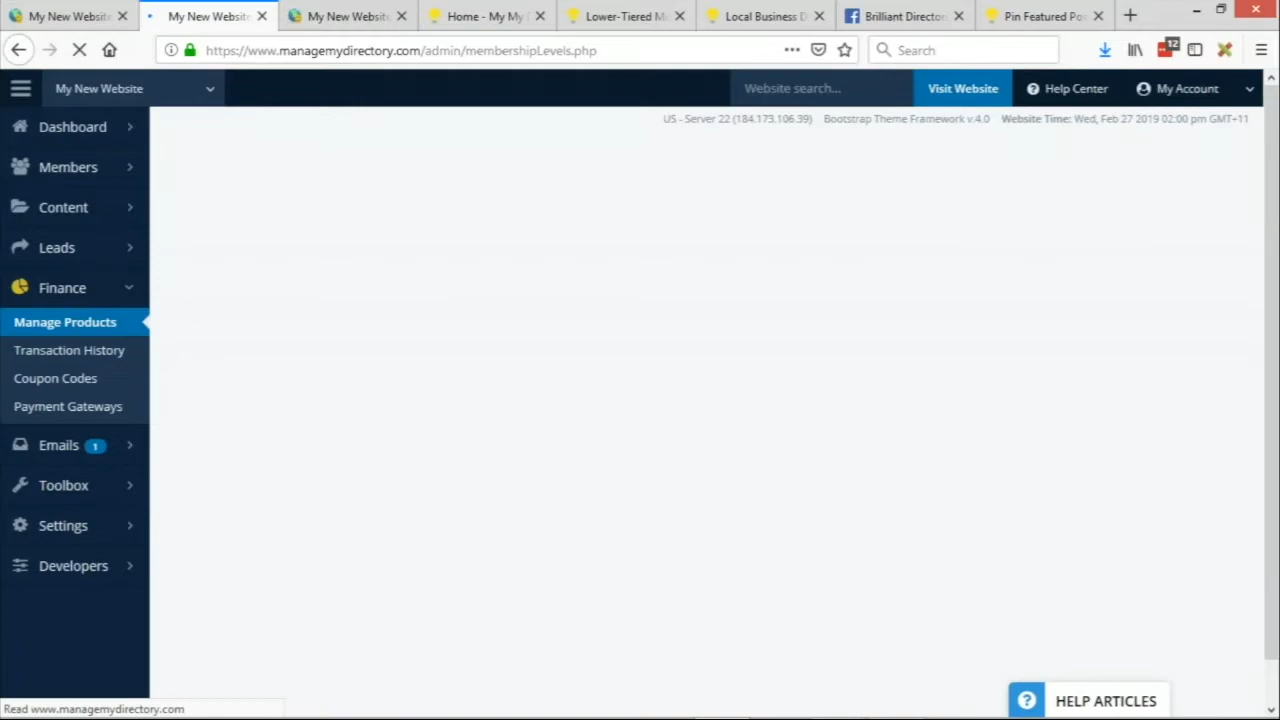 My New Website
My New Website
My New Website
Home - My My
Lower-Tiered M
Local Business D
Brilliant Director
Pin Featured Po
https://www.managemydirectory.com/admin/membershipLevels.php
Search
12
My New Website
Website search...
Visit Website
Help Center
My Account
US - Server 22 (184.173.106.39) Bootstrap Theme Framework v.4.0 Website Time: Wed, Feb 27 2019 02:00 pm GMT+11
Dashboard
Members
Content
Leads
Finance
Manage Products
Transaction History
Coupon Codes
Payment Gateways
Emails 1
Toolbox
Settings
Developers
Read www.managemydirectory.com
HELP ARTICLES